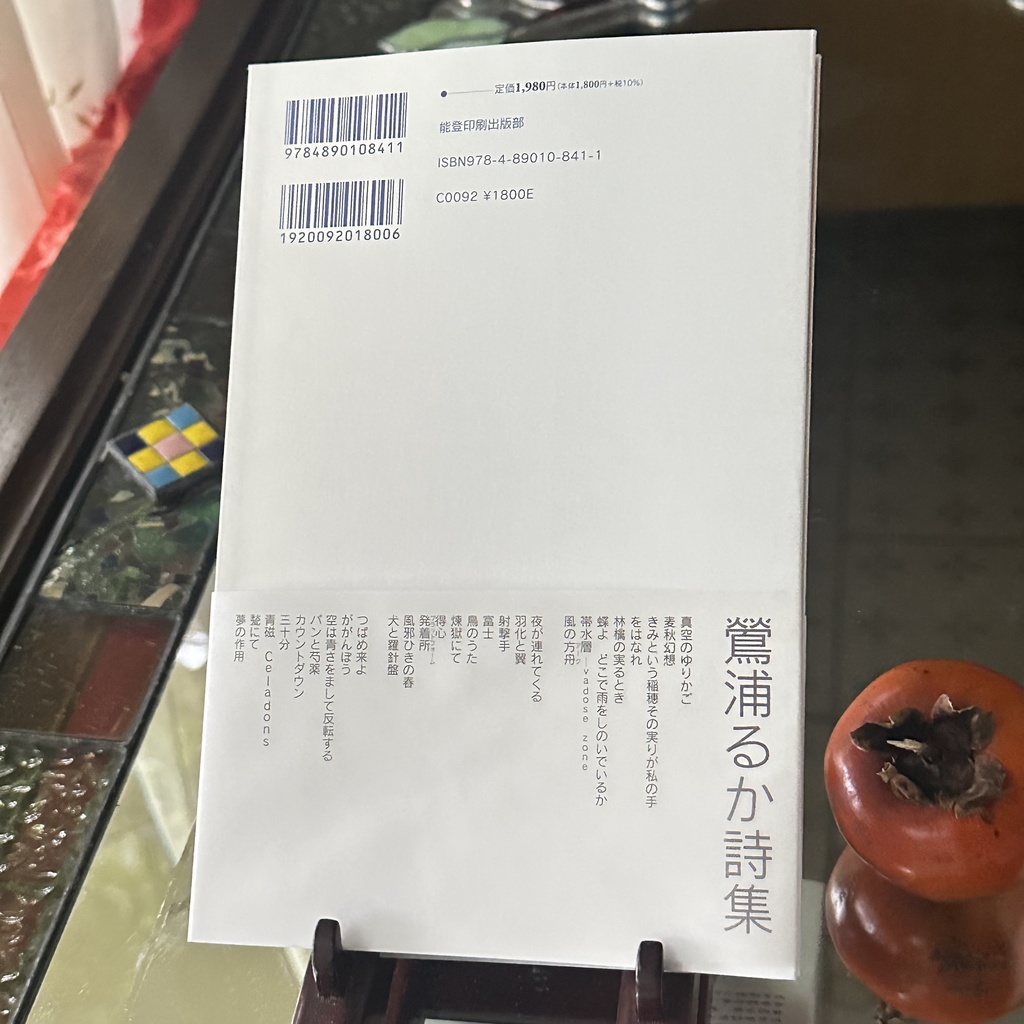 定価1,980円(本体1,800円+税10%)
能登印刷出版部
ISBN978-4-89010-841-1
C0092 ¥1800E
9784890108411
1920092018006
鶯浦るか詩集
真空のゆりかご
麦秋幻想
きみという稲穂その実りが私の手
をはなれ
林檎の実るとき
蝶よ どこで雨をしのいでいるか
帯水層 ―vadose zone
風の方舟
夜が連れてくる
羽化と翼
射撃手
富士
鳥のうた
煉獄にて
得心
発着所
風邪ひきの春
犬と羅針盤
つばめ来よ
ががんぼう
空は青さをまして反転する
パンと芍薬
カウントダウン
三十分
青磁 Celadons
塾にて
夢の作用